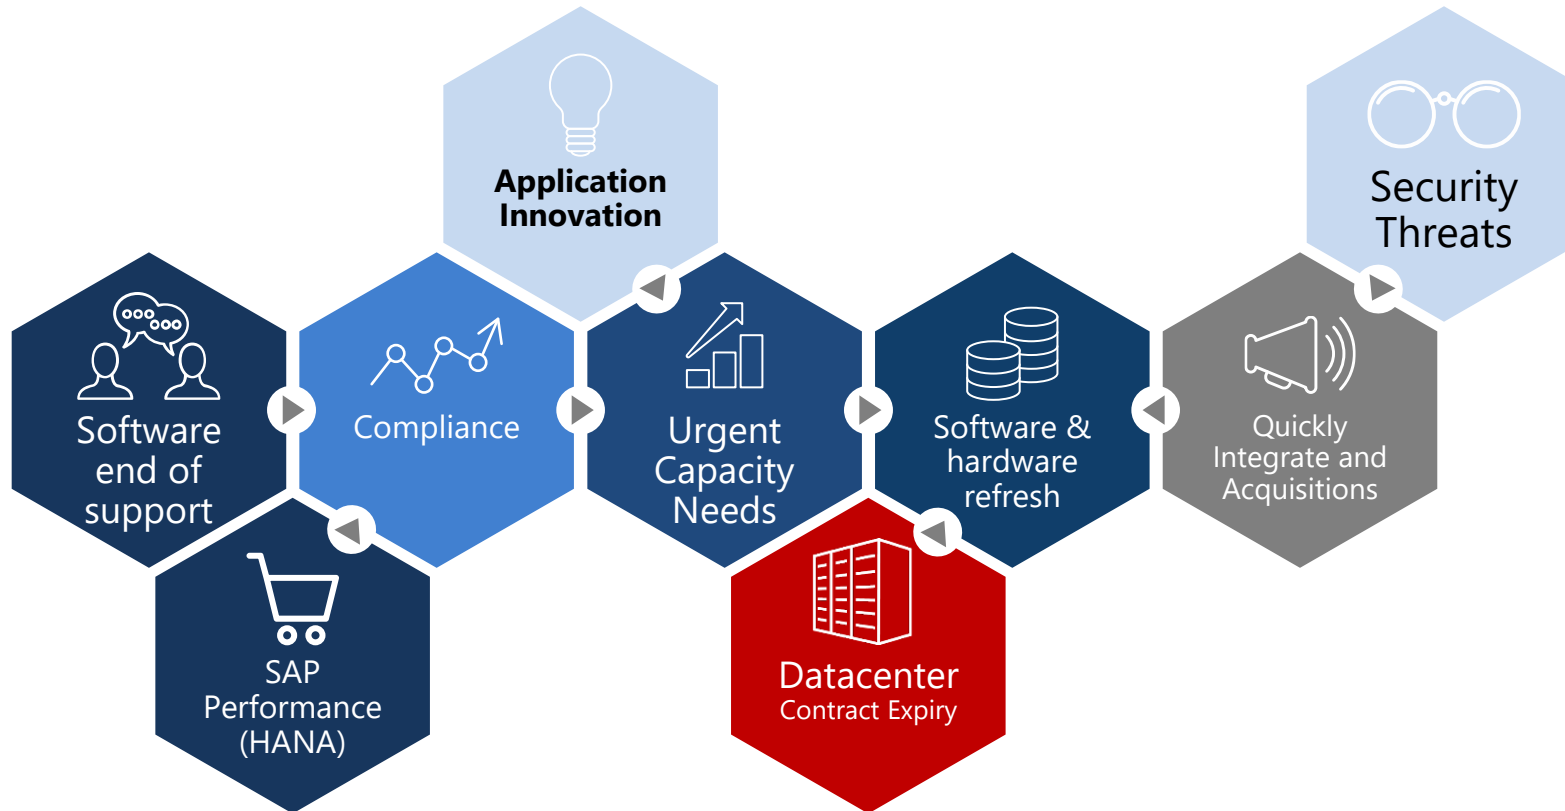 Application
Innovation
Security
Threats
Software
end of
support
Compliance
Urgent
Capacity
Needs
Software &
hardware
refresh
Quickly
Integrate and
Acquisitions
SAP
Performance
(HANA)
Datacenter
Contract Expiry